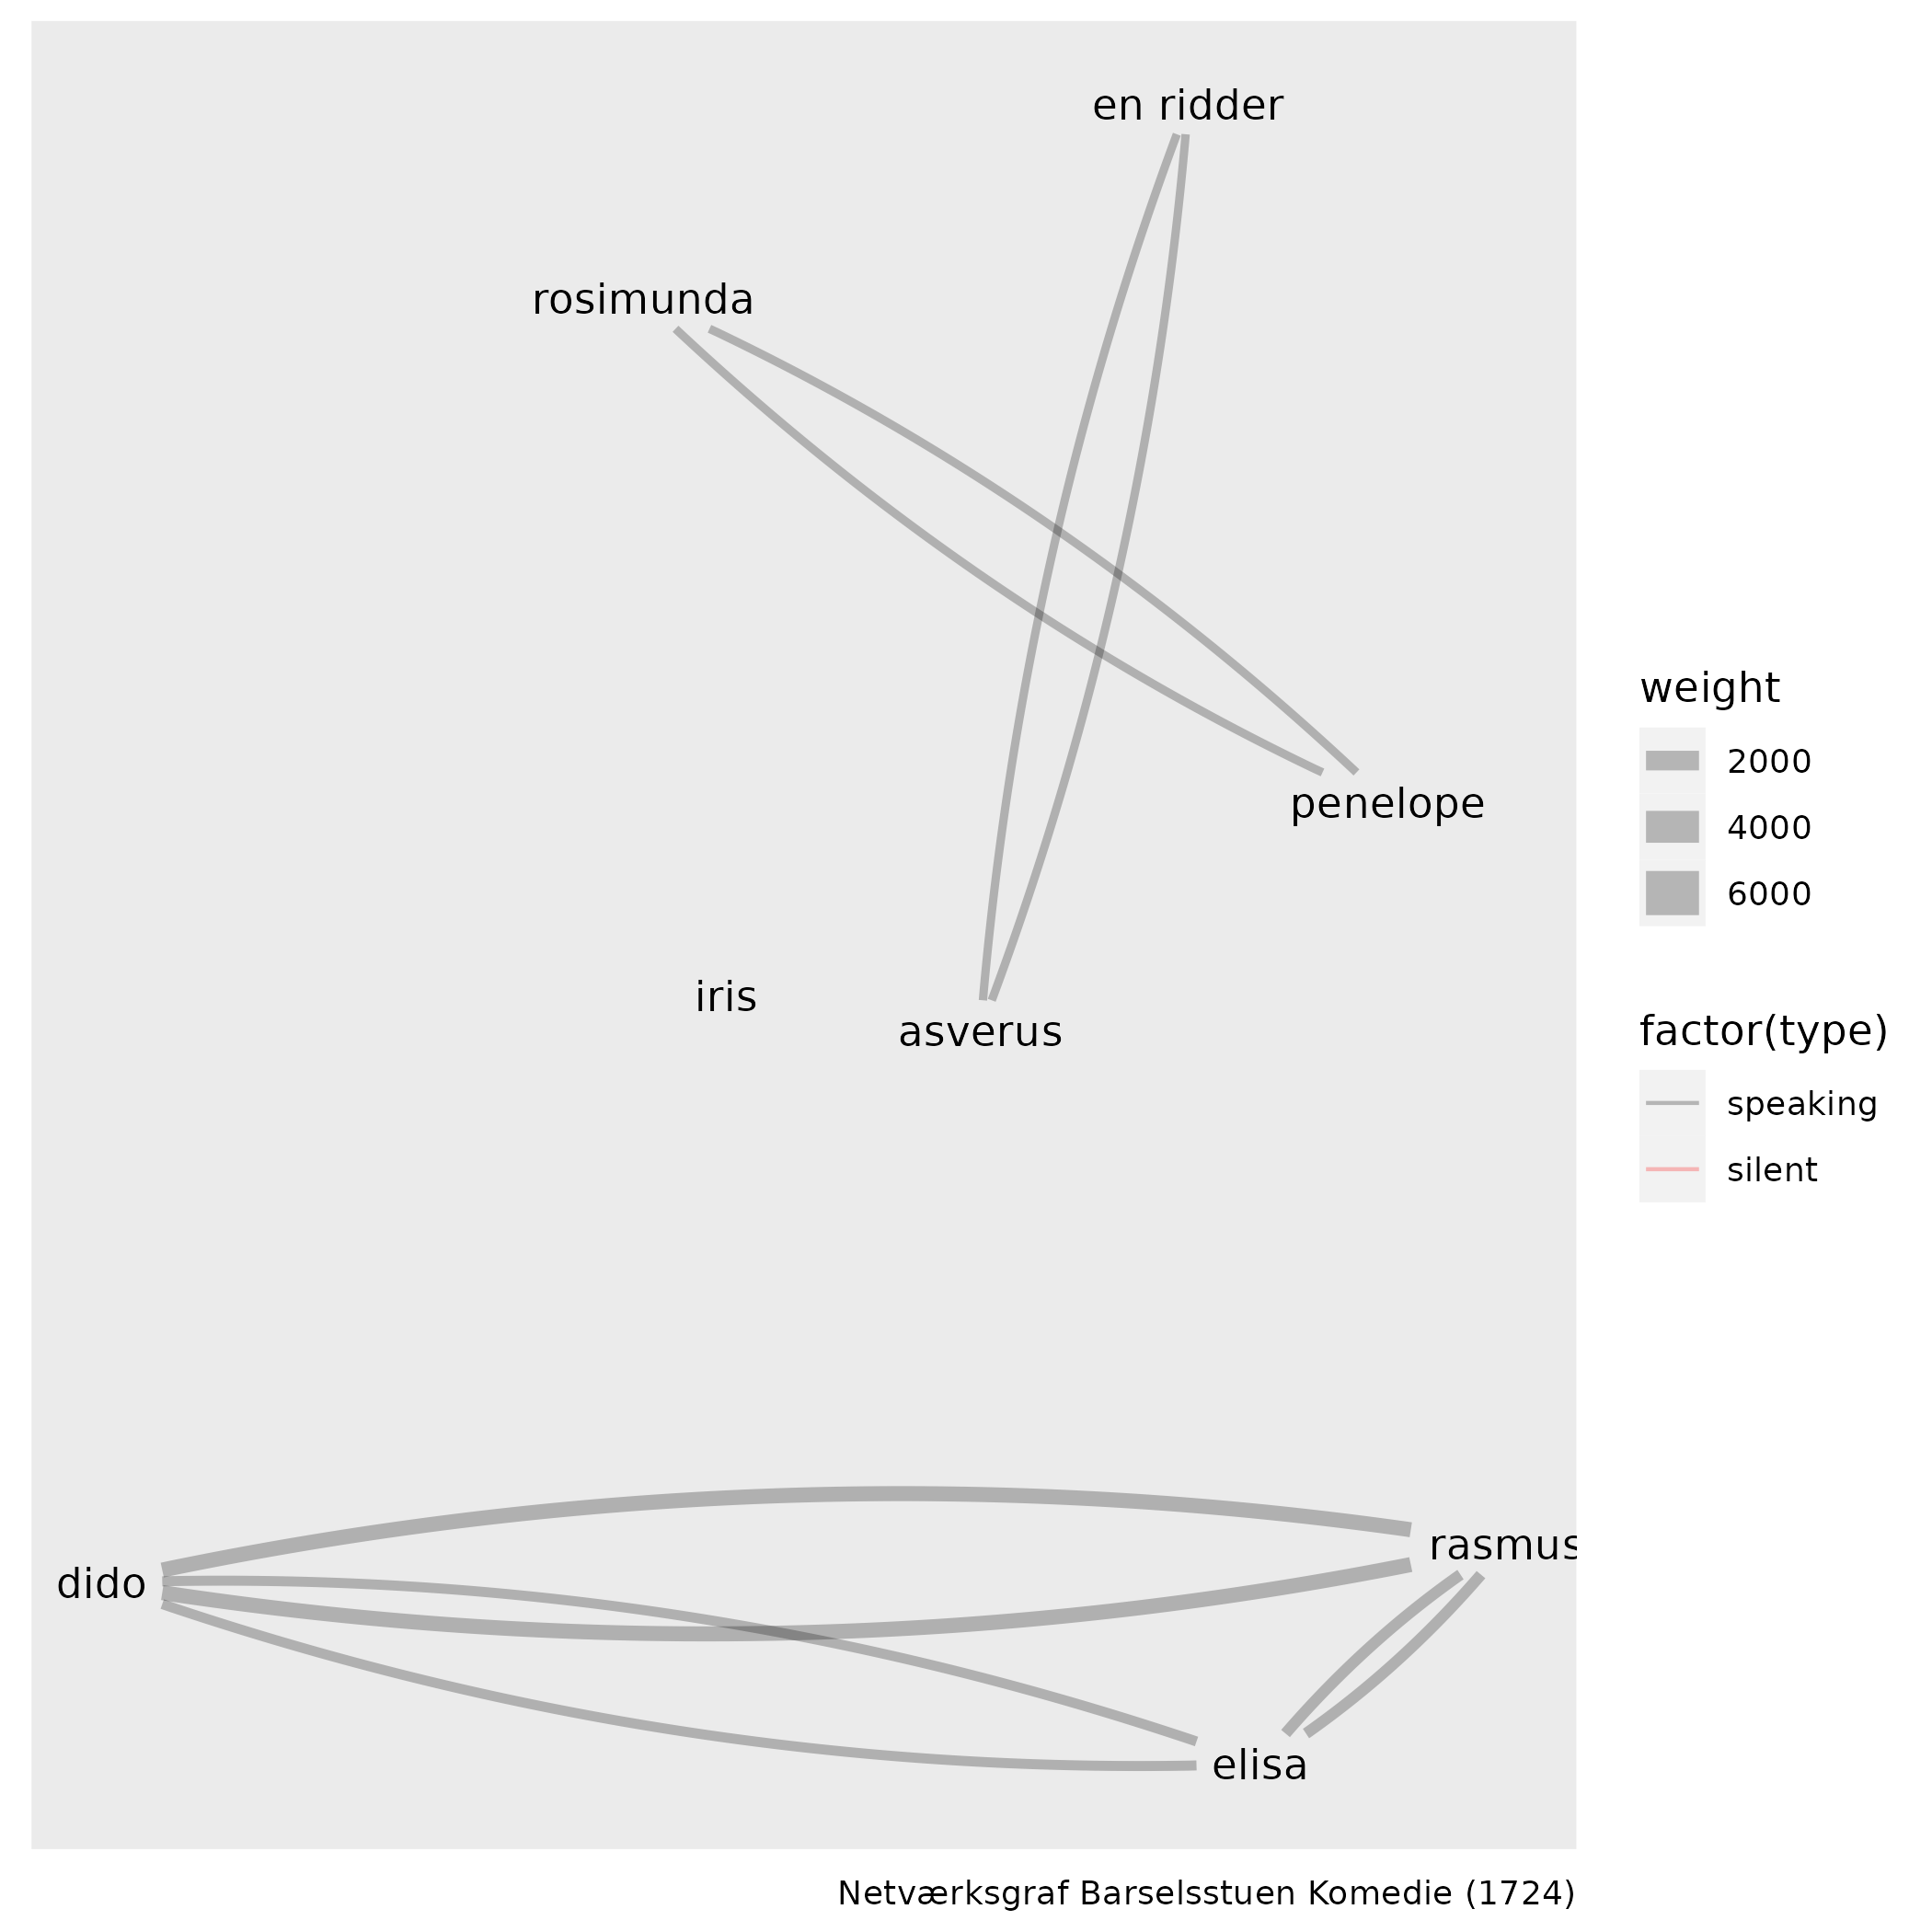 en ridder
rosimunda
penelope
iris
asverus
rasmus
dido
elisa
weight
2000
4000
6000
factor(type)
speaking
silent
Netværksgraf Barselsstuen Komedie (1724)